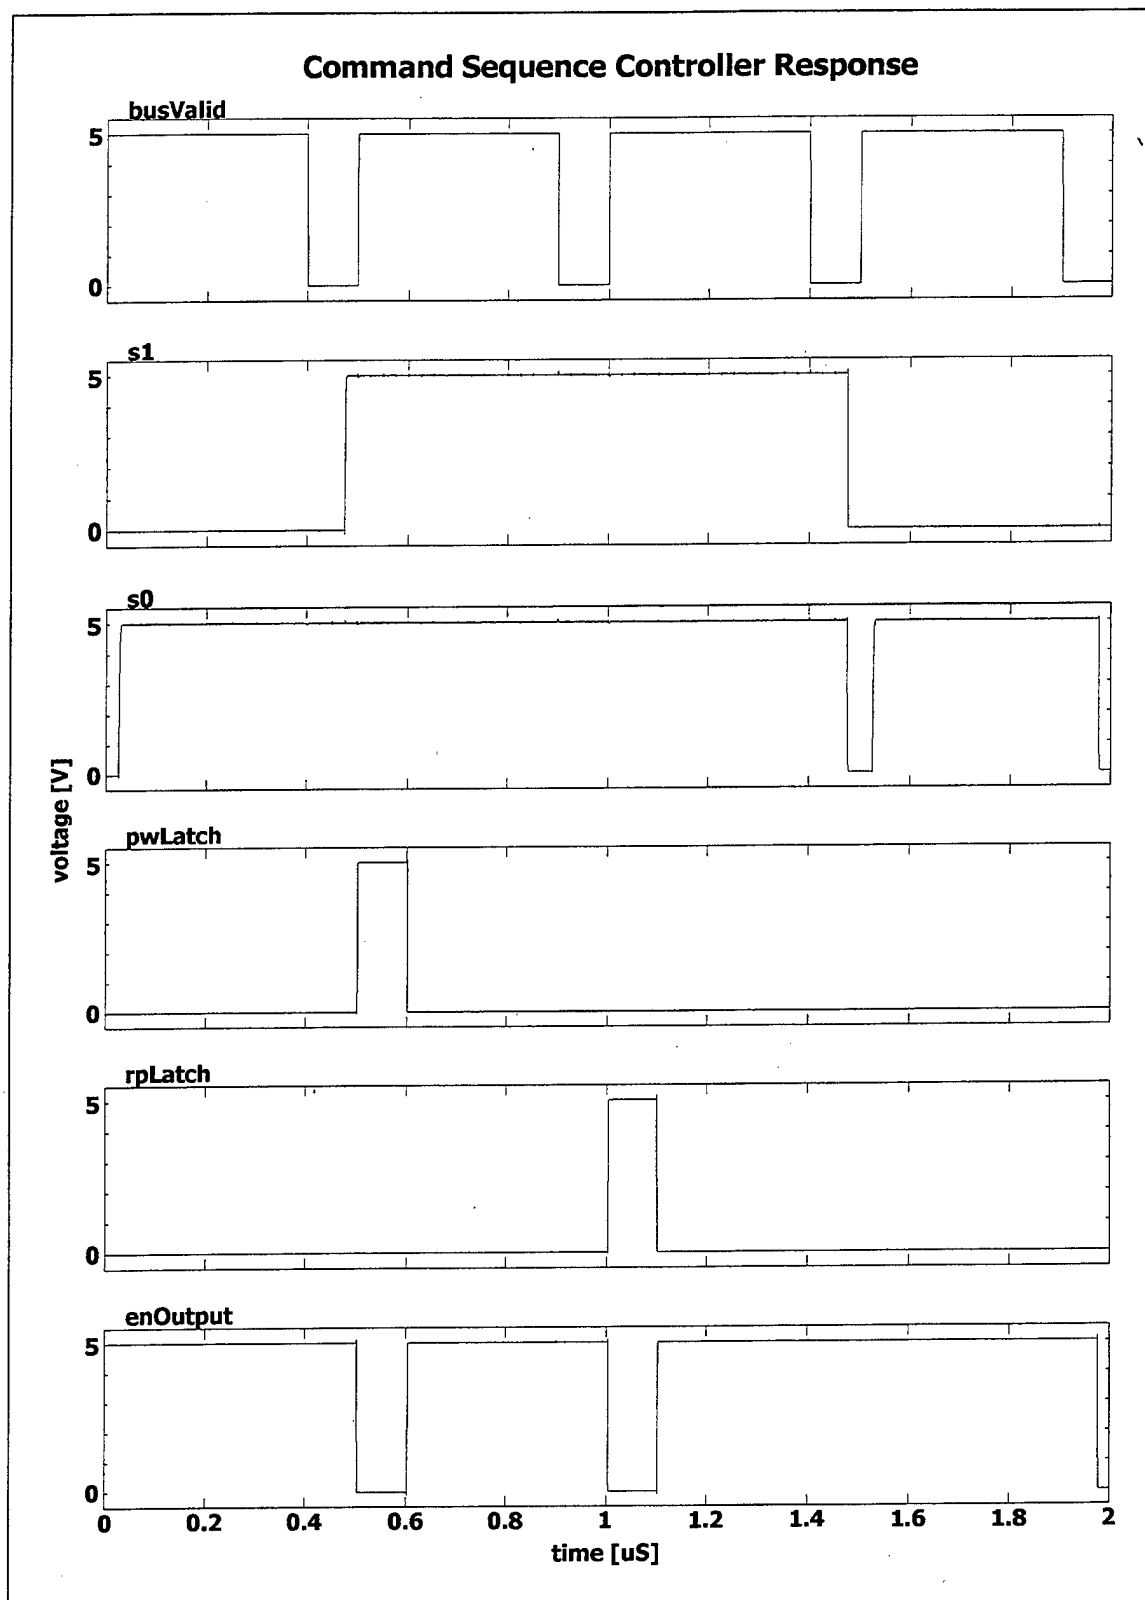 Command Sequence Controller Response
busValid
5
0
s1
5
0
s0
5
0
voltage [V]
pwLatch
5
0
rpLatch
5
0
enOutput
5
0
0 0.2 0.4 0.6 0.8 1 1.2 1.4 1.6 1.8 2
time [uS]